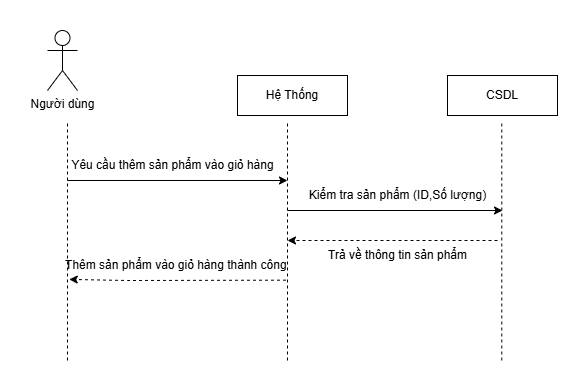 Người dùng
Hệ Thống
CSDL
Yêu cầu thêm sản phẩm vào giỏ hàng
Kiểm tra sản phẩm (ID,Số lượng)
Trả về thông tin sản phẩm
Thêm sản phẩm vào giỏ hàng thành công